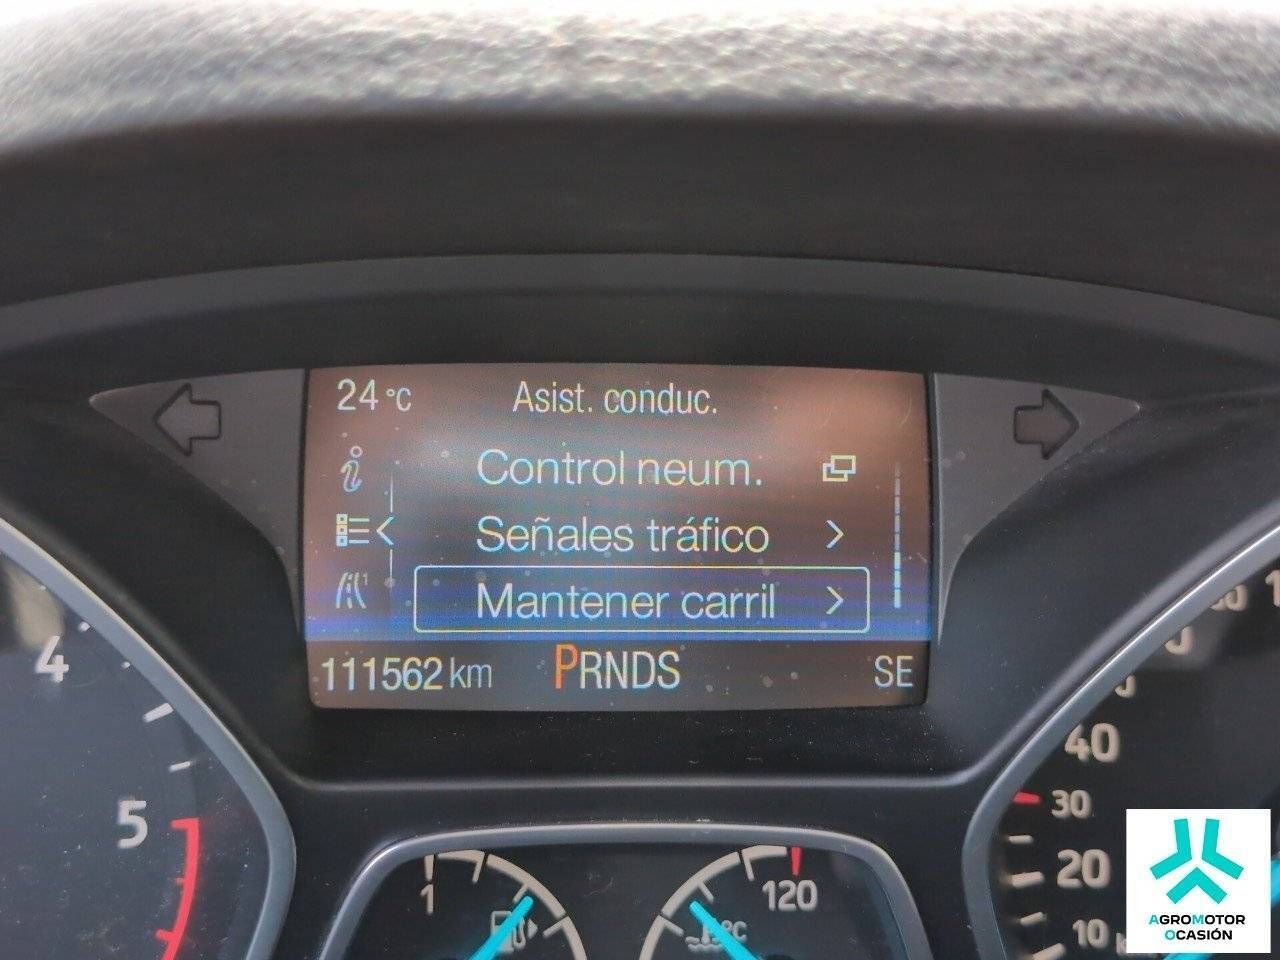 24 °C Asist. conduc.
Control neum.
Señales tráfico
Mantener carril
111562 km PRNDS SE
4
5
1
120
°C
40
30
20
10
AGROMOTOR
OCASIÓN